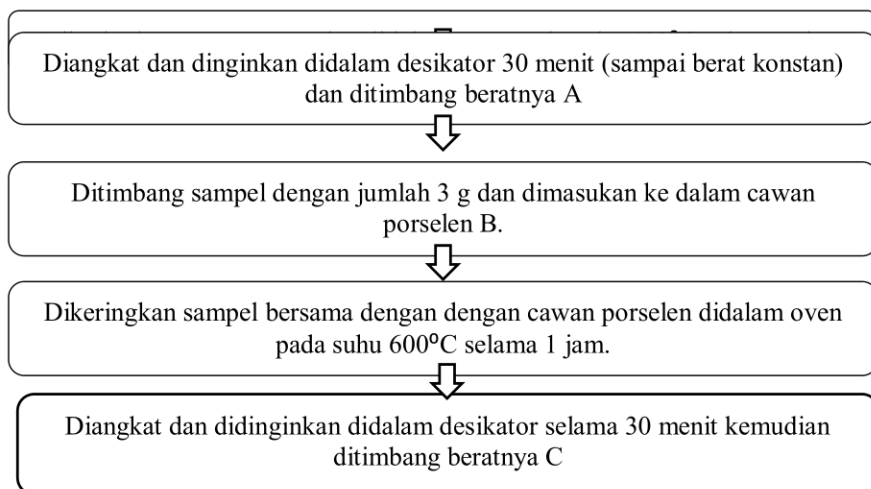 Diangkat dan dinginkan didalam desikator 30 menit (sampai berat konstan)
dan ditimbang beratnya A
Ditimbang sampel dengan jumlah 3 g dan dimasukan ke dalam cawan
porselen B.
Dikeringkan sampel bersama dengan dengan cawan porselen didalam oven
pada suhu 600⁰C selama 1 jam.
Diangkat dan didinginkan didalam desikator selama 30 menit kemudian
ditimbang beratnya C